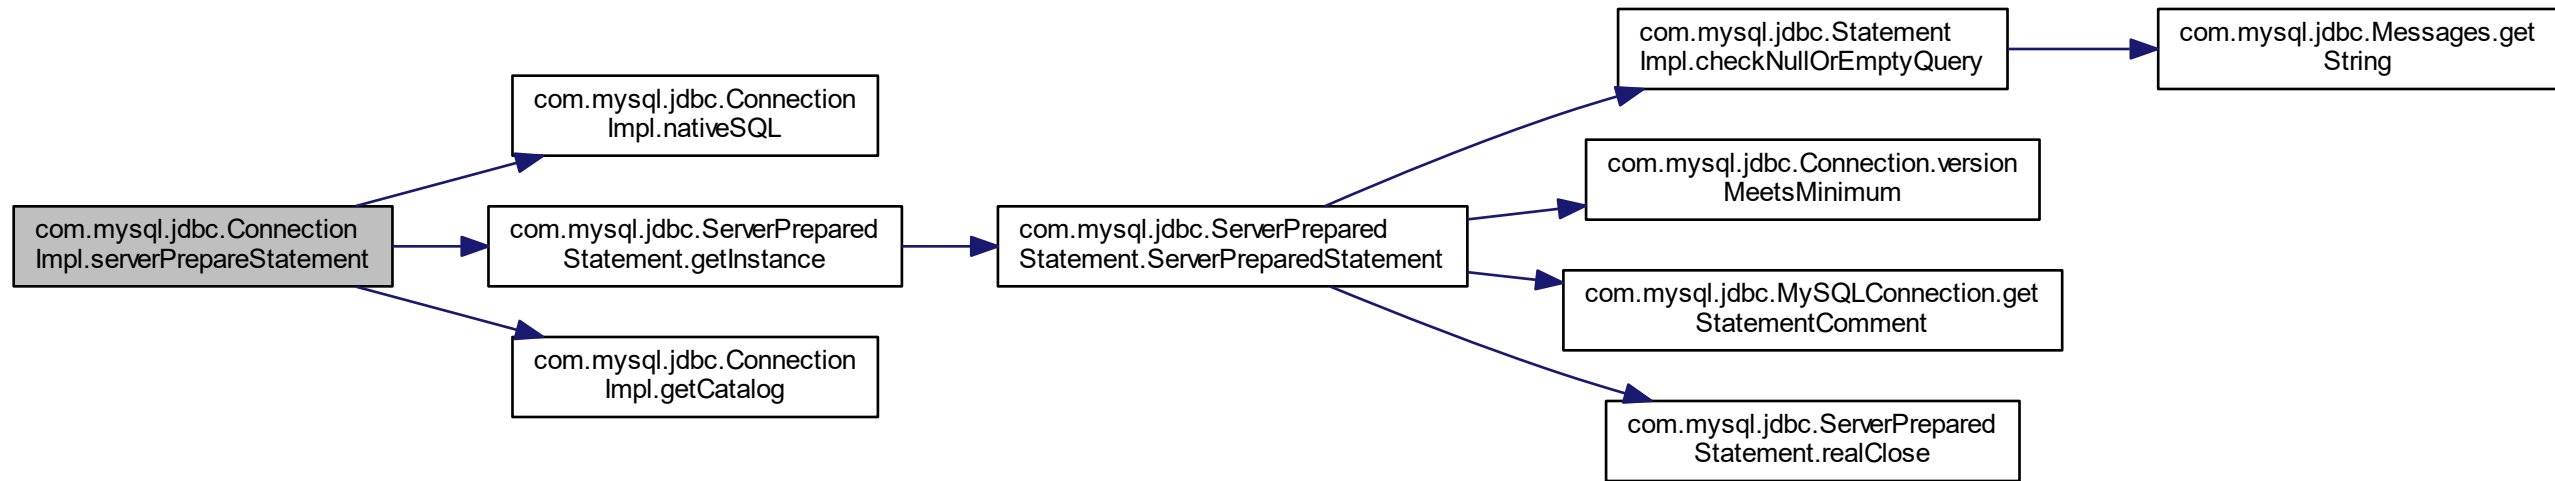 com.mysql.jdbc.Connection
Impl.serverPrepareStatement
com.mysql.jdbc.Connection
Impl.nativeSQL
com.mysql.jdbc.ServerPrepared
Statement.getInstance
com.mysql.jdbc.Connection
Impl.getCatalog
com.mysql.jdbc.ServerPrepared
Statement.ServerPreparedStatement
com.mysql.jdbc.Statement
Impl.checkNullOrEmptyQuery
com.mysql.jdbc.Connection.version
MeetsMinimum
com.mysql.jdbc.MySQLConnection.get
StatementComment
com.mysql.jdbc.ServerPrepared
Statement.realClose
com.mysql.jdbc.Messages.get
String